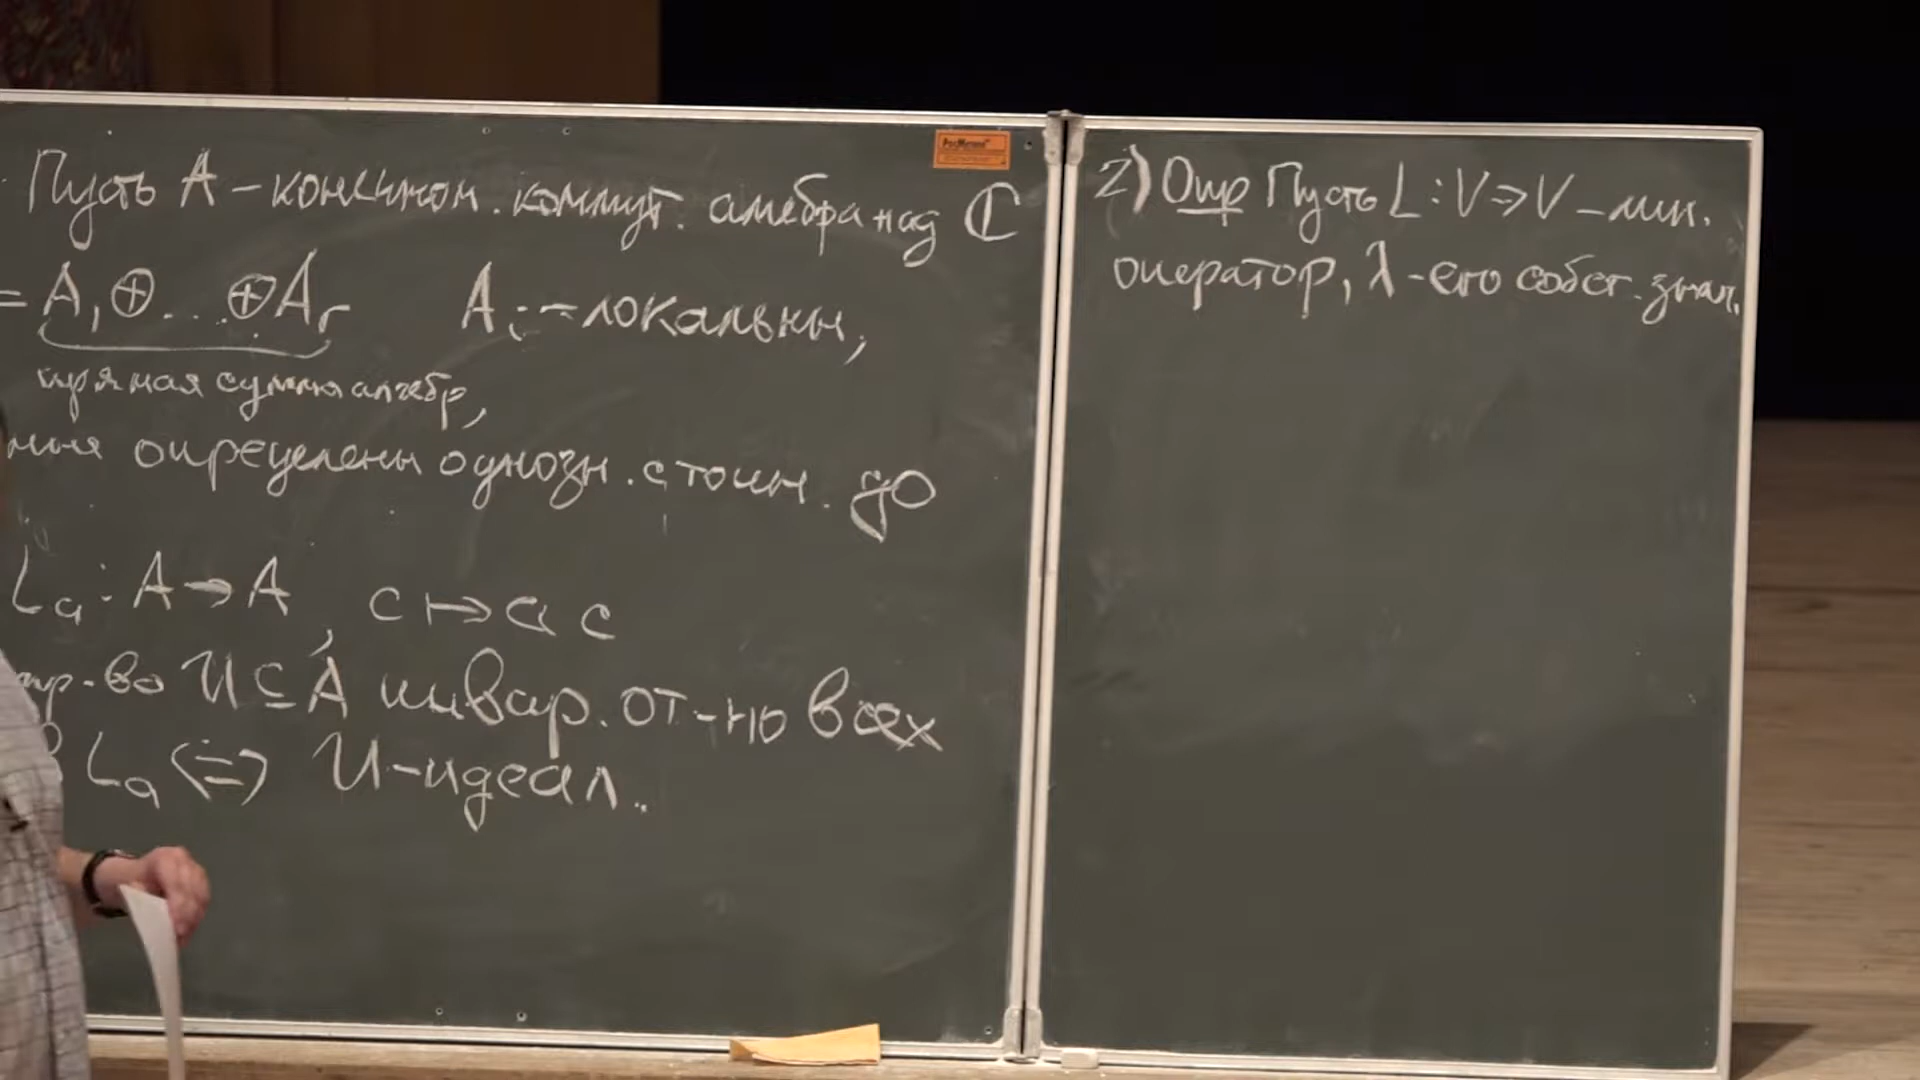 Пусть A – конечном. коммут. алгебра над ℂ
= A₁ ⊕ ... ⊕ Aᵣ Aᵢ – локальны,
прямая сумма алгебр,
определены однозн. с точн. до
Lₐ : A → A, c ↦ a c
пр-во U ⊆ A инвар. от-но всех
Lₐ ⇔ U – идеал.
2) Опр Пусть L : V → V – лин.
оператор, λ – его собст. знач.